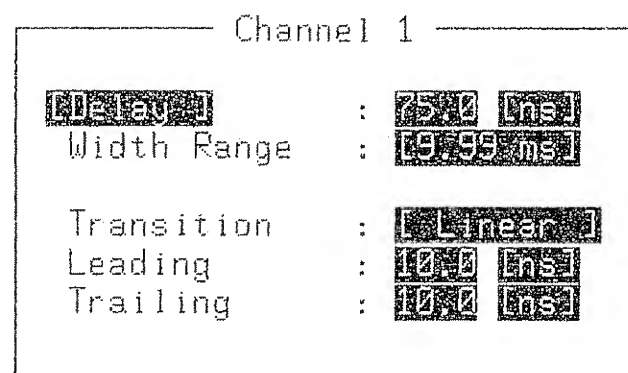 Channel 1
[Delay ] : 75.0 [ns]
Width Range : [9.99 ms]
Transition : [ Linear ]
Leading : 10.0 [ns]
Trailing : 10.0 [ns]